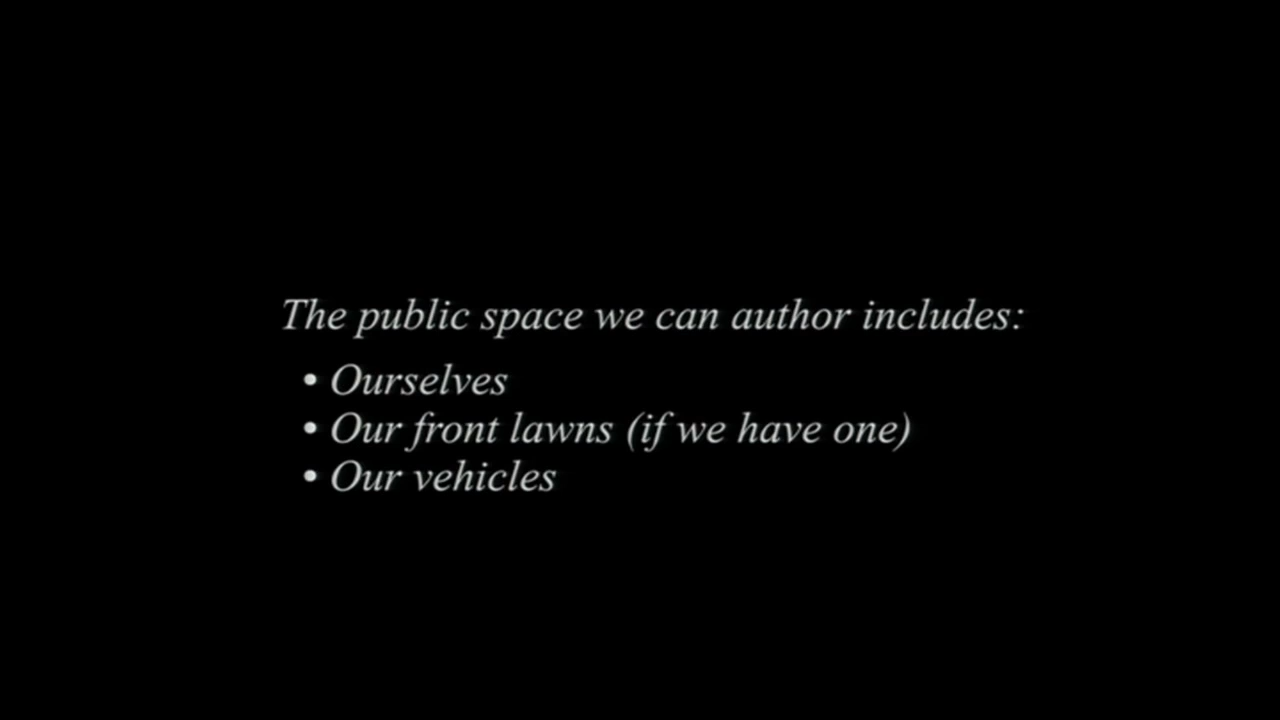 The public space we can author includes:
• Ourselves
• Our front lawns (if we have one)
• Our vehicles